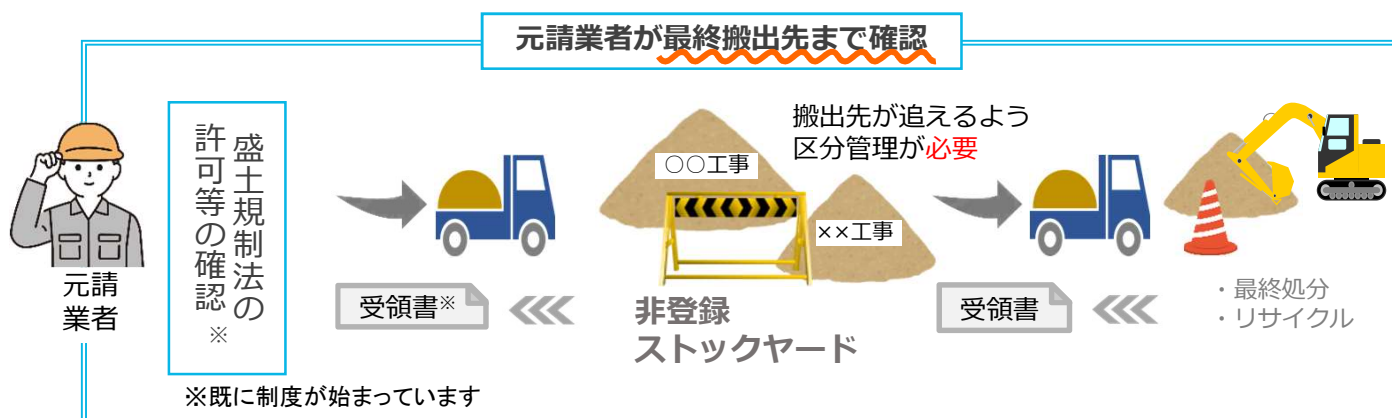 元請業者が最終搬出先まで確認
盛土規制法の
許可等の確認
※
元請
業者
搬出先が追えるよう
区分管理が必要
○○工事
××工事
受領書※
非登録
ストックヤード
受領書
・最終処分
・リサイクル
※既に制度が始まっています